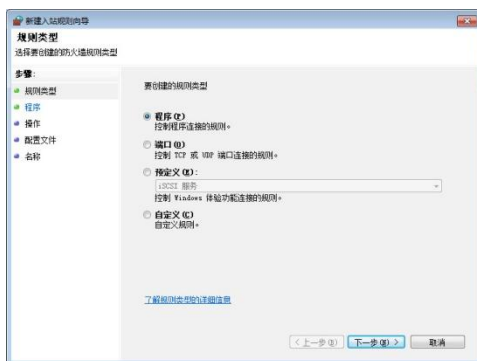 新建入站规则向导
规则类型
选择要创建的防火墙规则类型
步骤:
规则类型
程序
操作
配置文件
名称
要创建的规则类型
程序(P)
控制程序连接的规则。
端口(O)
控制 TCP 或 UDP 端口连接的规则。
预定义(E):
iSCSI 服务
控制 Windows 体验功能连接的规则。
自定义(C)
自定义规则。
了解规则类型的详细信息
< 上一步(B)
下一步(N) >
取消